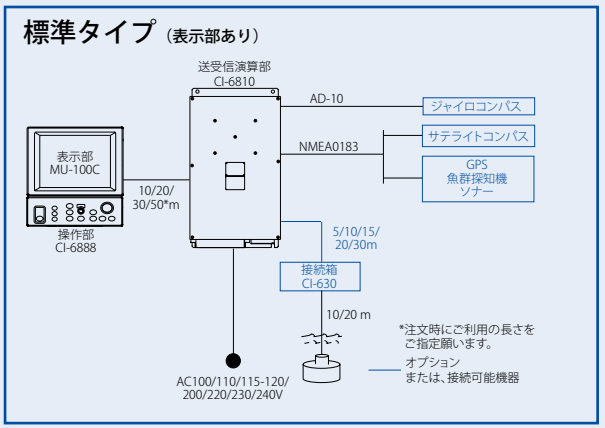 標準タイプ（表示部あり）
送受信演算部
CI-6810
AD-10
ジャイロコンパス
サテライトコンパス
NMEA0183
GPS
魚群探知機
ソナー
表示部
MU-100C
10/20/
30/50*m
操作部
CI-6888
5/10/15/
20/30m
接続箱
CI-630
10/20 m
*注文時にご利用の長さを
ご指定願います。
オプション
または、接続可能機器
AC100/110/115-120/
200/220/230/240V